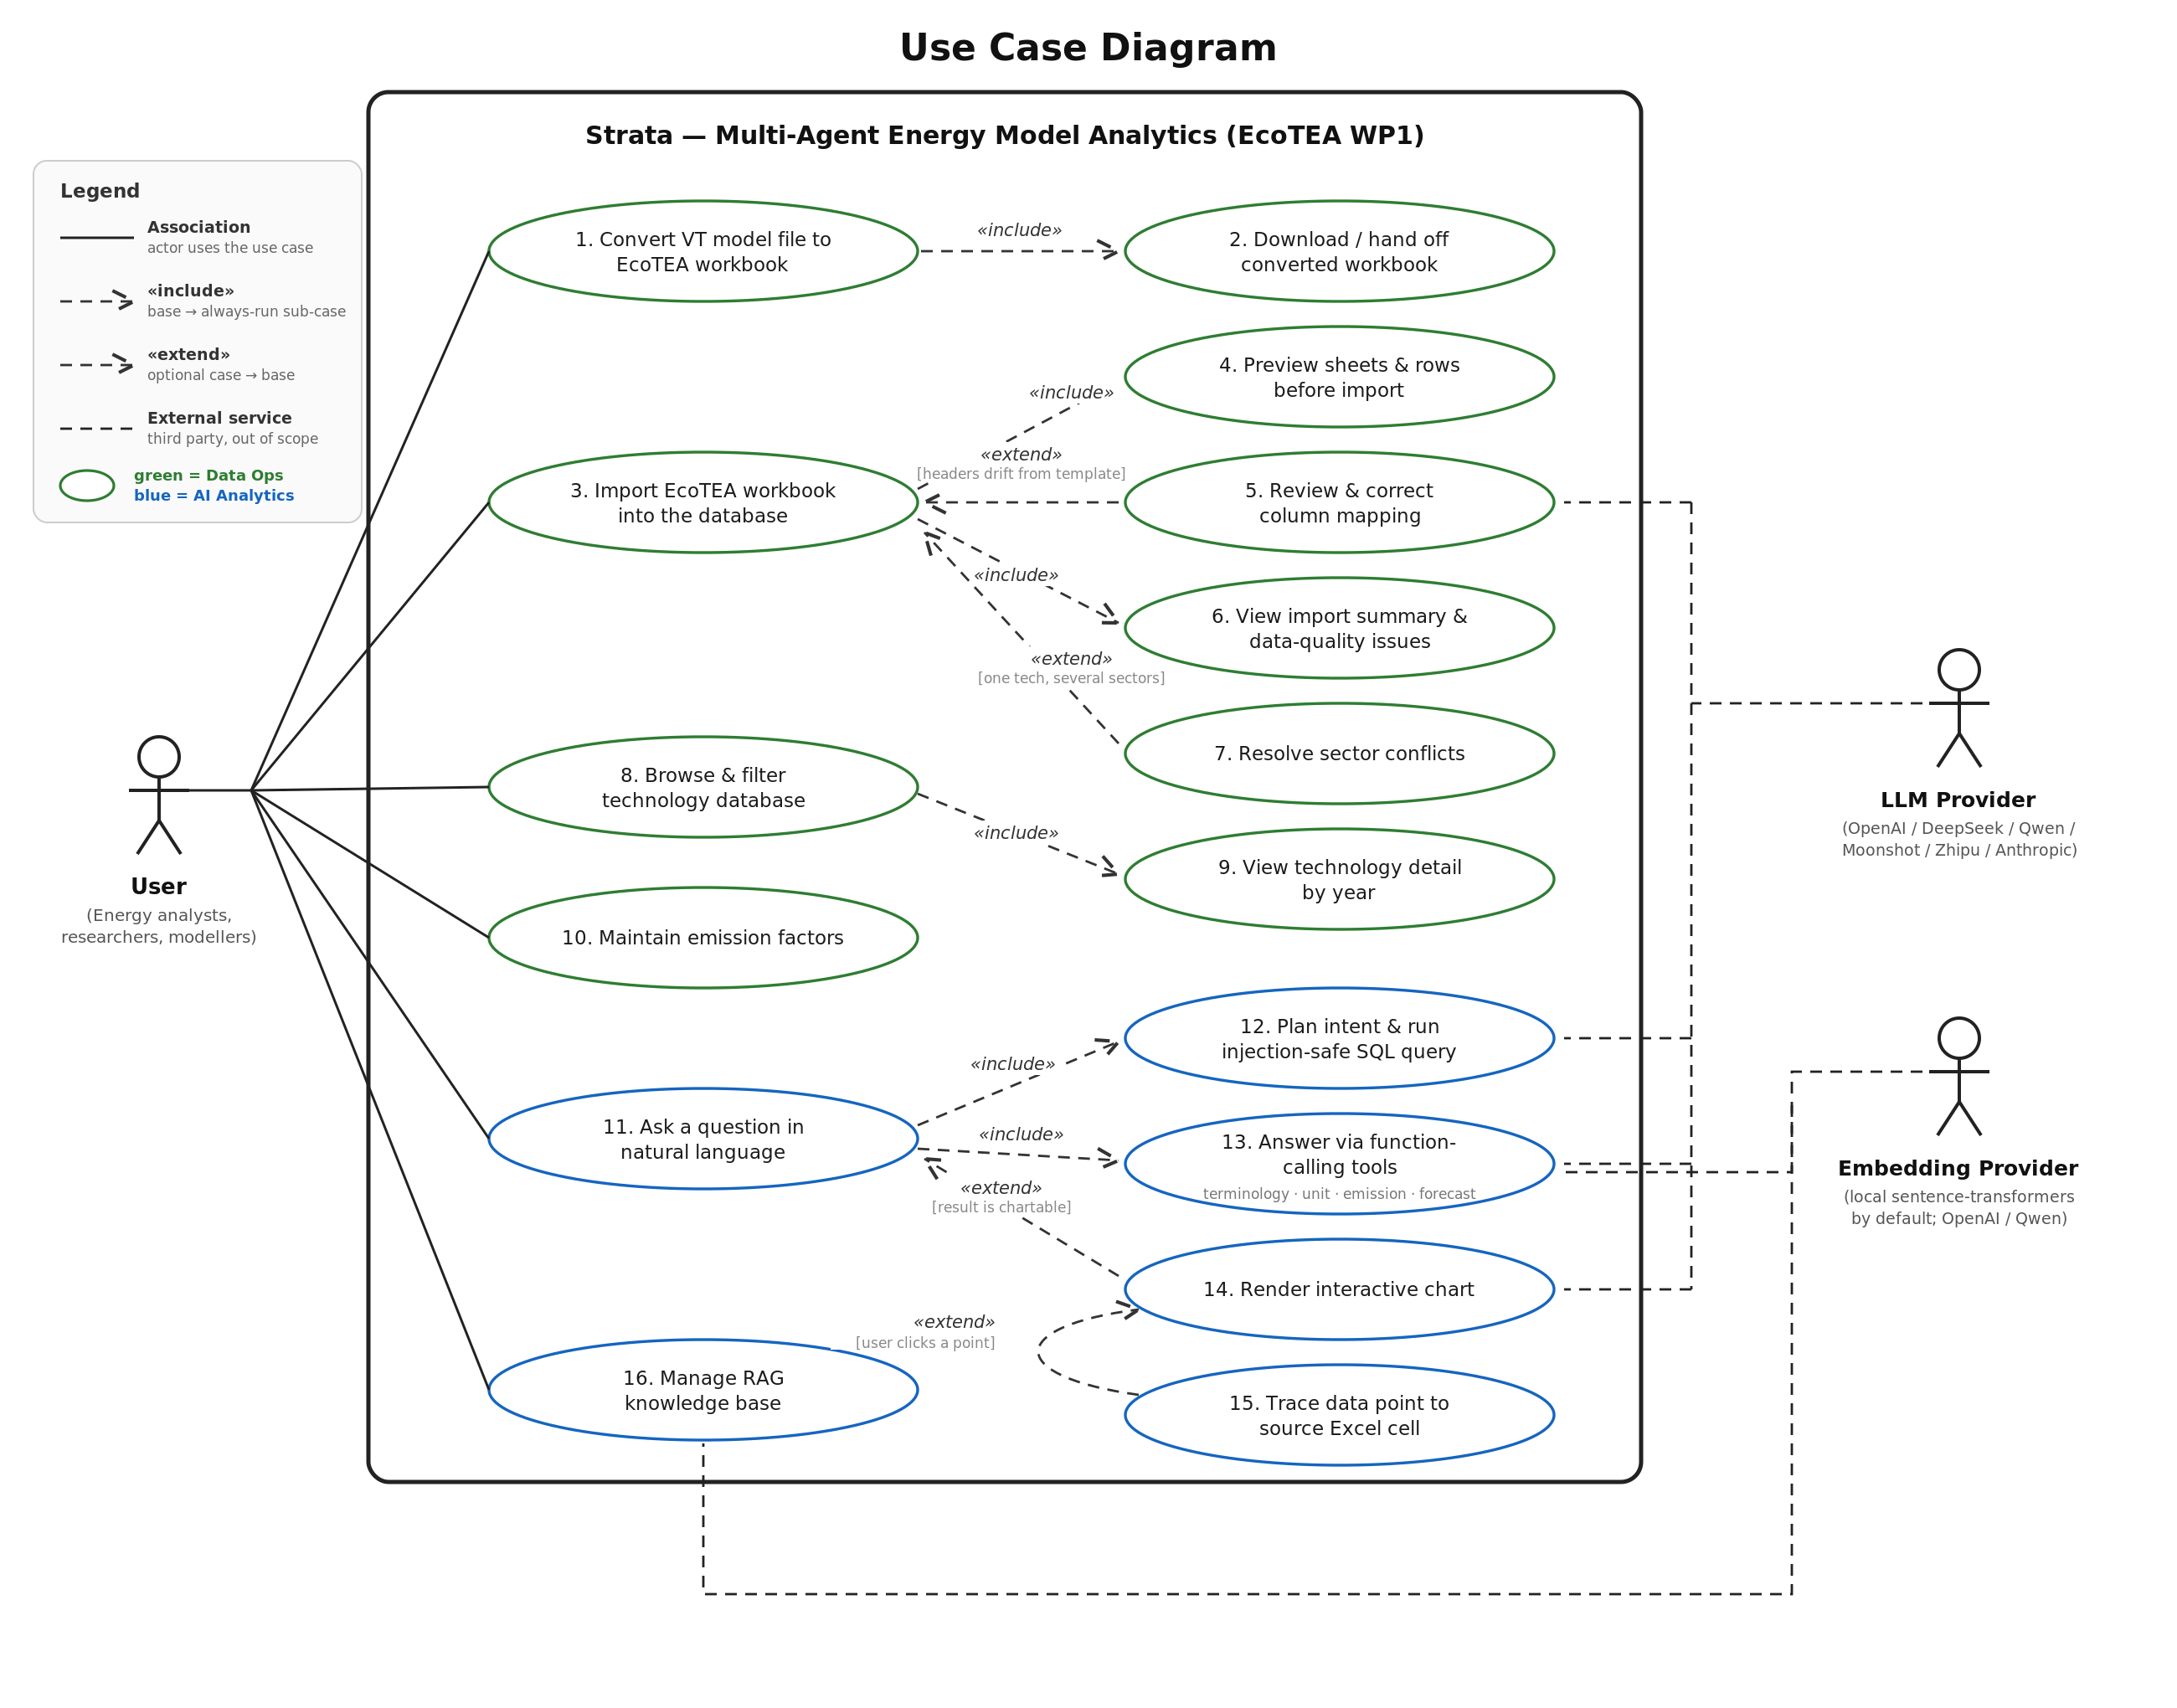 Use Case Diagram
Strata — Multi-Agent Energy Model Analytics (EcoTEA WP1)
Legend
Association
actor uses the use case
«include»
base → always-run sub-case
«extend»
optional case → base
External service
third party, out of scope
green = Data Ops
blue = AI Analytics
User
(Energy analysts,
researchers, modellers)
1. Convert VT model file to
EcoTEA workbook
«include»
2. Download / hand off
converted workbook
4. Preview sheets & rows
before import
«include»
«extend»
[headers drift from template]
3. Import EcoTEA workbook
into the database
5. Review & correct
column mapping
«include»
6. View import summary &
data-quality issues
«extend»
[one tech, several sectors]
7. Resolve sector conflicts
8. Browse & filter
technology database
«include»
9. View technology detail
by year
10. Maintain emission factors
12. Plan intent & run
injection-safe SQL query
«include»
11. Ask a question in
natural language
«include»
13. Answer via function-
calling tools
terminology · unit · emission · forecast
«extend»
[result is chartable]
14. Render interactive chart
«extend»
[user clicks a point]
16. Manage RAG
knowledge base
15. Trace data point to
source Excel cell
LLM Provider
(OpenAI / DeepSeek / Qwen /
Moonshot / Zhipu / Anthropic)
Embedding Provider
(local sentence-transformers
by default; OpenAI / Qwen)